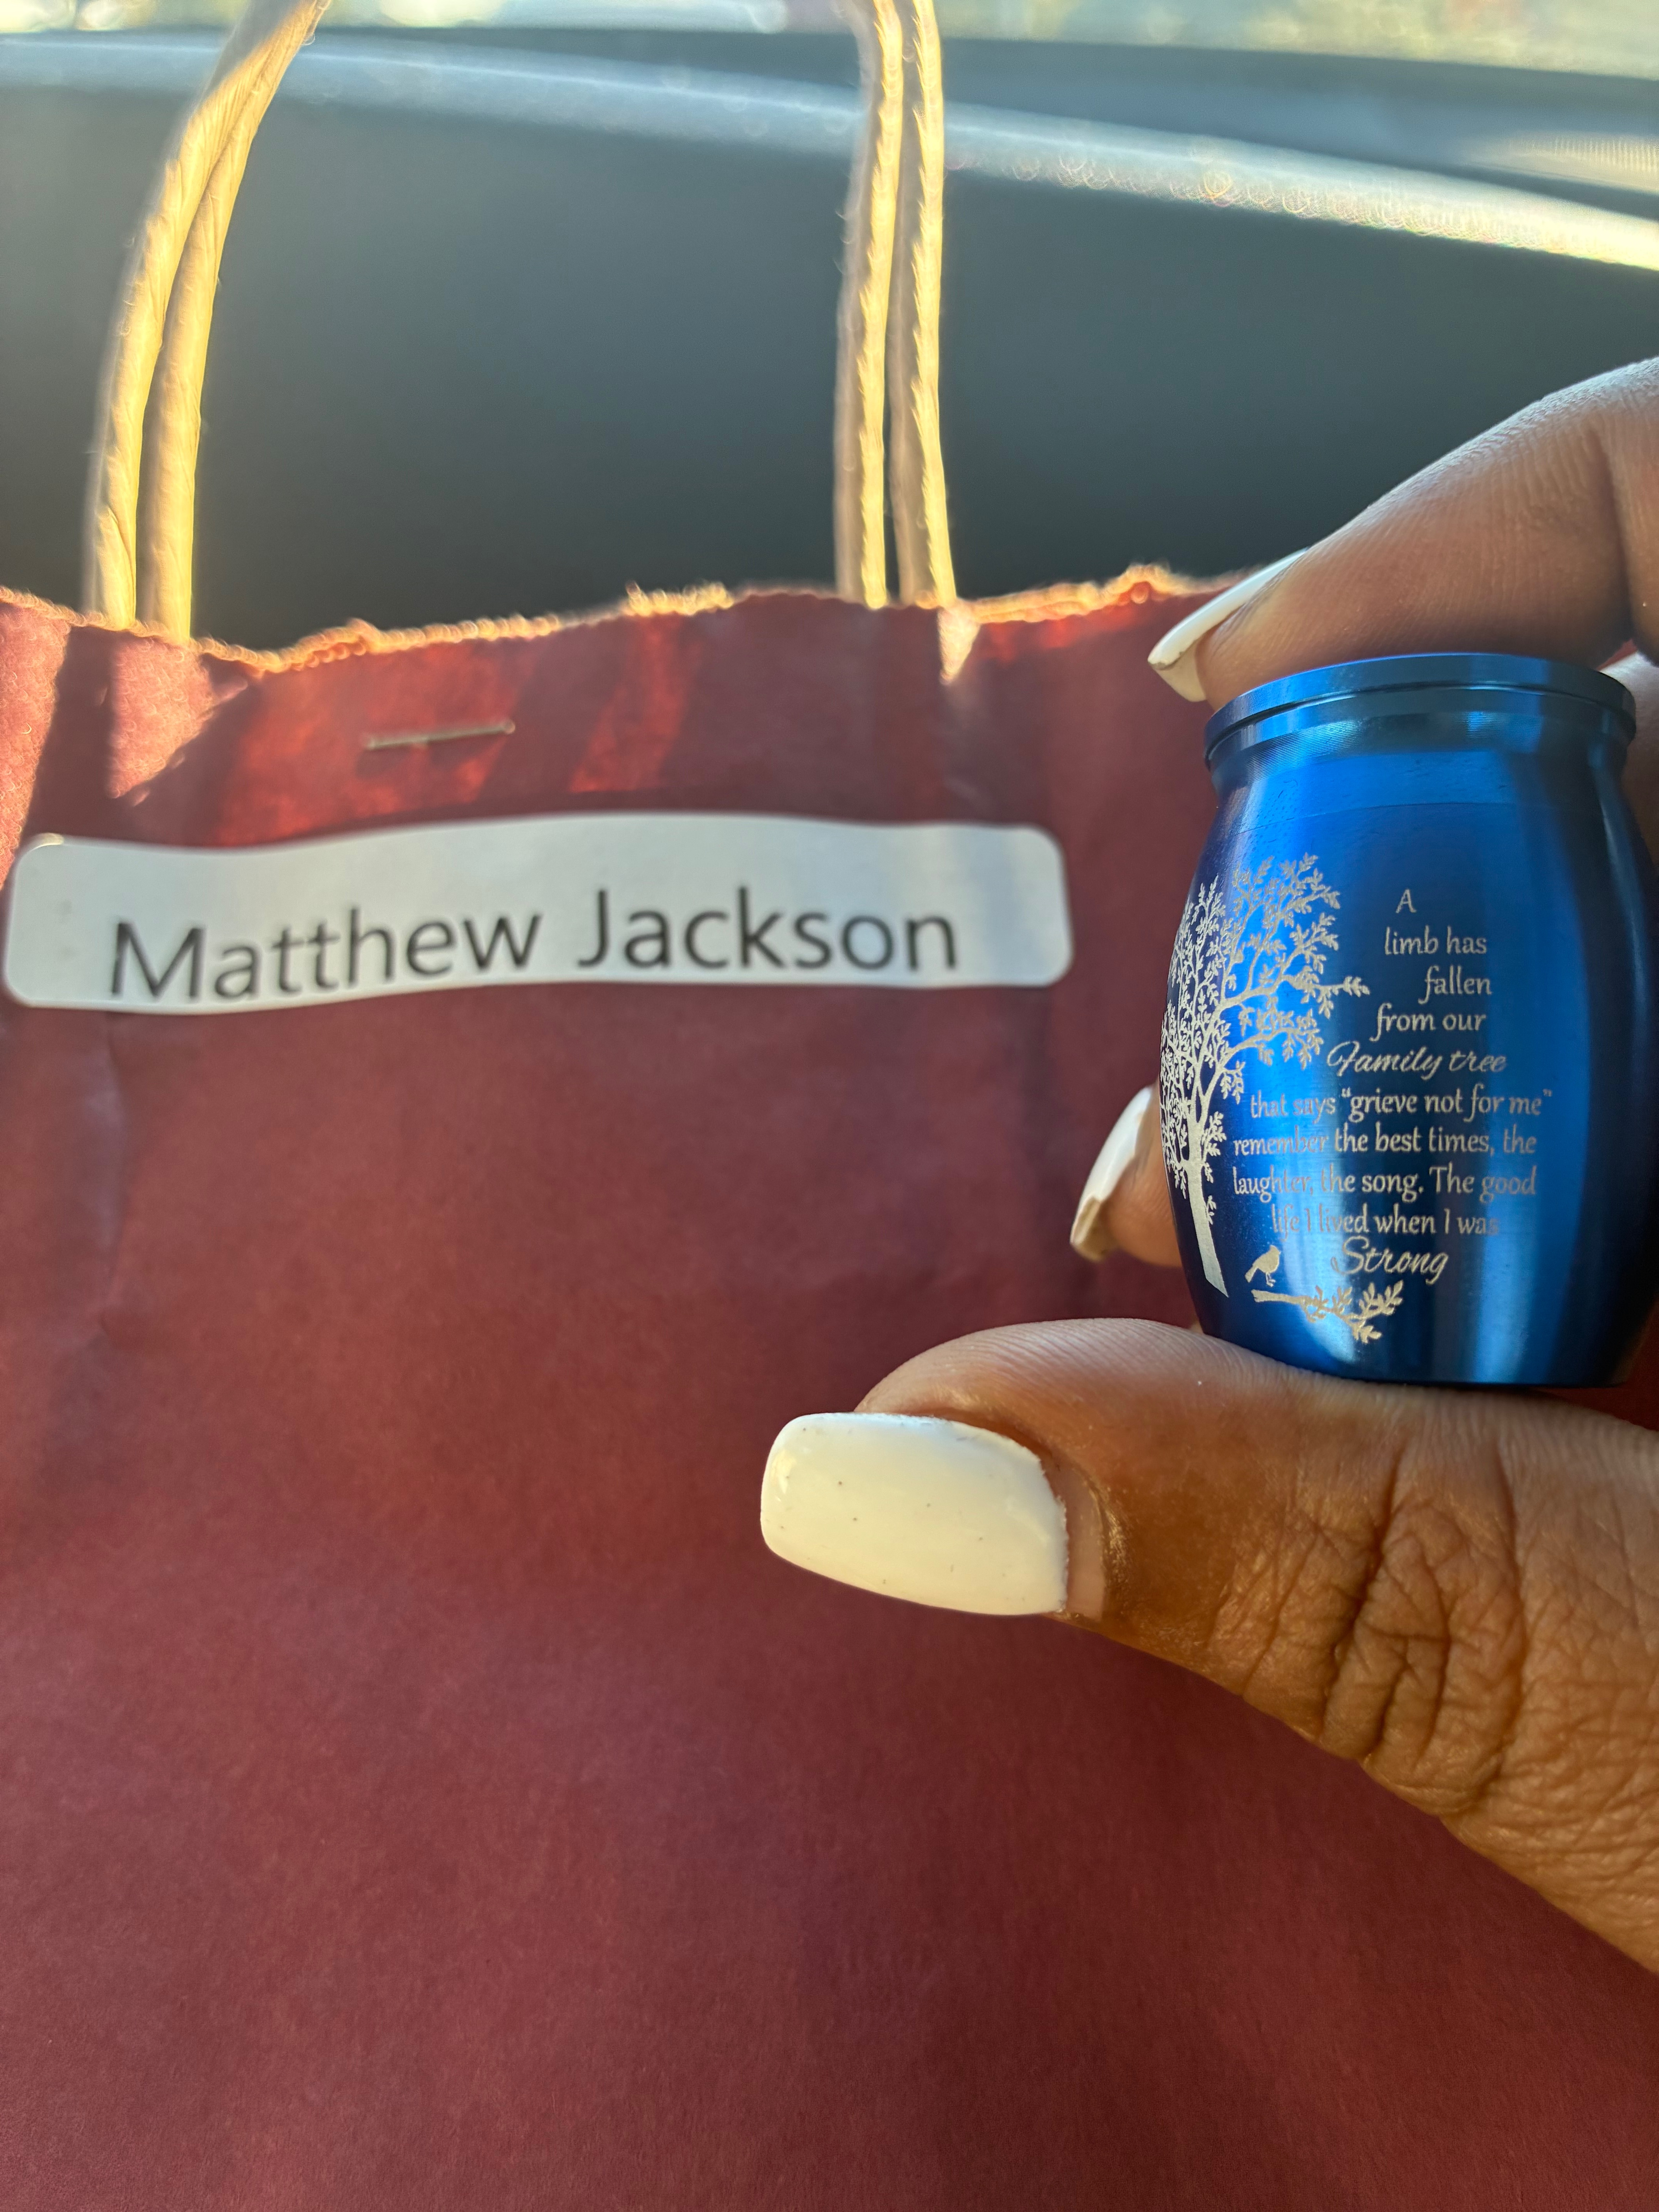 Matthew Jackson
A
limb has
fallen
from our
Family tree
that says "grieve not for me"
remember the best times, the
laughter, the song. The good
life I lived when I was
Strong